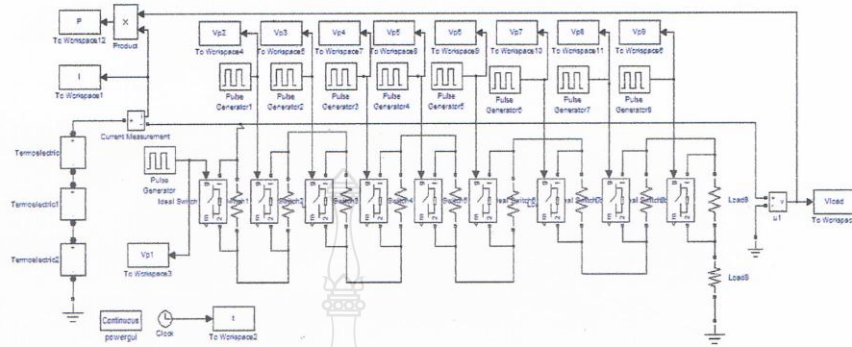 P
To Workspace12
Product
I
To Workspace1
Vp2
To Workspace4
Vp3
To Workspace5
Vp4
To Workspace7
Vp5
To Workspace8
Vp6
To Workspace9
Vp7
To Workspace10
Vp8
To Workspace11
Vp9
To Workspace6
Pulse
Generator1
Pulse
Generator2
Pulse
Generator3
Pulse
Generator4
Pulse
Generator5
Pulse
Generator6
Pulse
Generator7
Pulse
Generator8
Current Measurement
Termoelectric
Termoelectric1
Termoelectric2
Pulse
Generator
Ideal Switch
Vp1
To Workspace3
Continuous
powergui
Clock
t
To Workspace2
Load8
Load9
u1
Vload
To Workspace